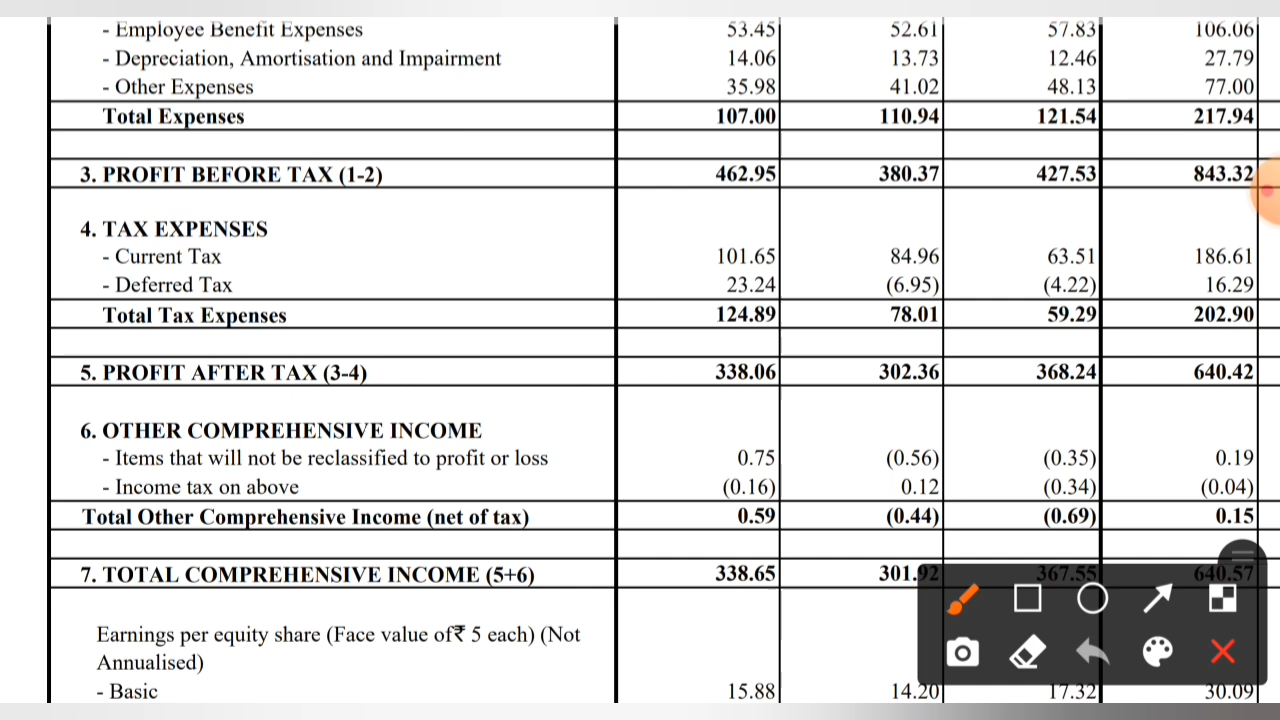 - Employee Benefit Expenses 53.45 52.61 57.83 106.06
- Depreciation, Amortisation and Impairment 14.06 13.73 12.46 27.79
- Other Expenses 35.98 41.02 48.13 77.00
Total Expenses 107.00 110.94 121.54 217.94
3. PROFIT BEFORE TAX (1-2) 462.95 380.37 427.53 843.32
4. TAX EXPENSES
- Current Tax 101.65 84.96 63.51 186.61
- Deferred Tax 23.24 (6.95) (4.22) 16.29
Total Tax Expenses 124.89 78.01 59.29 202.90
5. PROFIT AFTER TAX (3-4) 338.06 302.36 368.24 640.42
6. OTHER COMPREHENSIVE INCOME
- Items that will not be reclassified to profit or loss 0.75 (0.56) (0.35) 0.19
- Income tax on above (0.16) 0.12 (0.34) (0.04)
Total Other Comprehensive Income (net of tax) 0.59 (0.44) (0.69) 0.15
7. TOTAL COMPREHENSIVE INCOME (5+6) 338.65 301.92 367.55 640.57
Earnings per equity share (Face value of₹ 5 each) (Not
Annualised)
- Basic 15.88 14.20 17.32 30.09